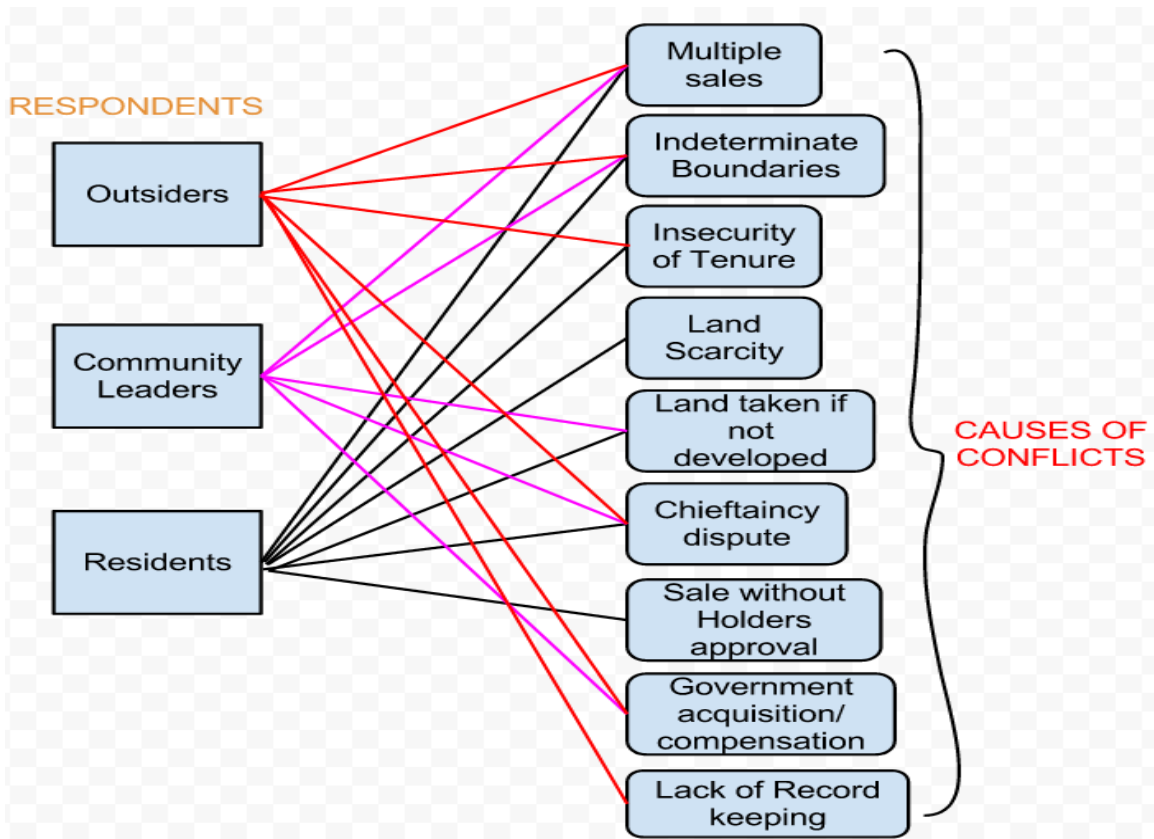 RESPONDENTS
Outsiders
Community
Leaders
Residents
Multiple
sales
Indeterminate
Boundaries
Insecurity
of Tenure
Land
Scarcity
Land taken if
not
developed
Chieftaincy
dispute
Sale without
Holders
approval
Government
acquisition/
compensation
Lack of Record
keeping
CAUSES OF
CONFLICTS